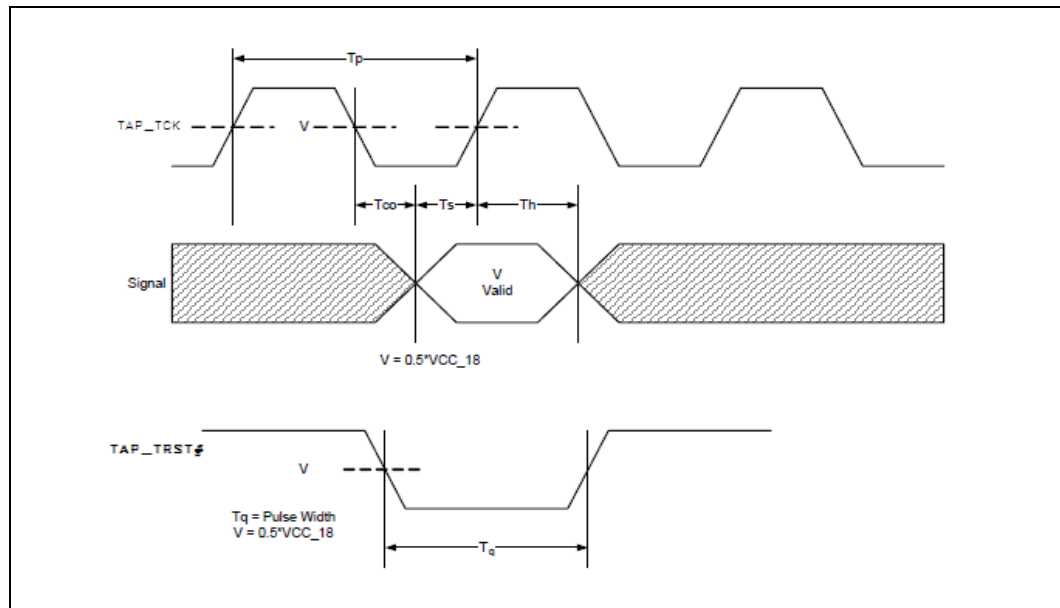 Tp
TAP_TCK
V
Tco
Ts
Th
Signal
V
Valid
V = 0.5*VCC_18
TAP_TRST#
V
Tq = Pulse Width
V = 0.5*VCC_18
Tq